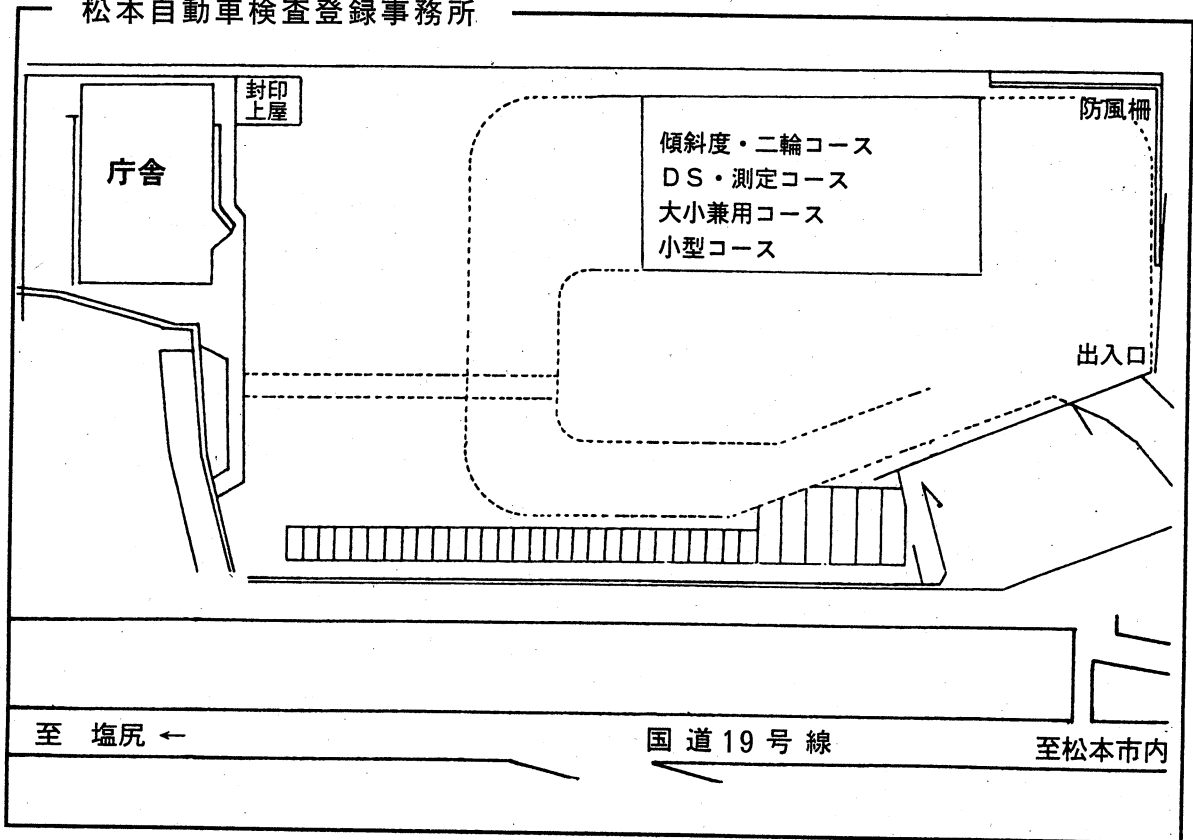 松本自動車検査登録事務所
封印
上屋
防風柵
庁舎
傾斜度・二輪コース
DS・測定コース
大小兼用コース
小型コース
出入口
至 塩尻 ←
国道19号線
至松本市内